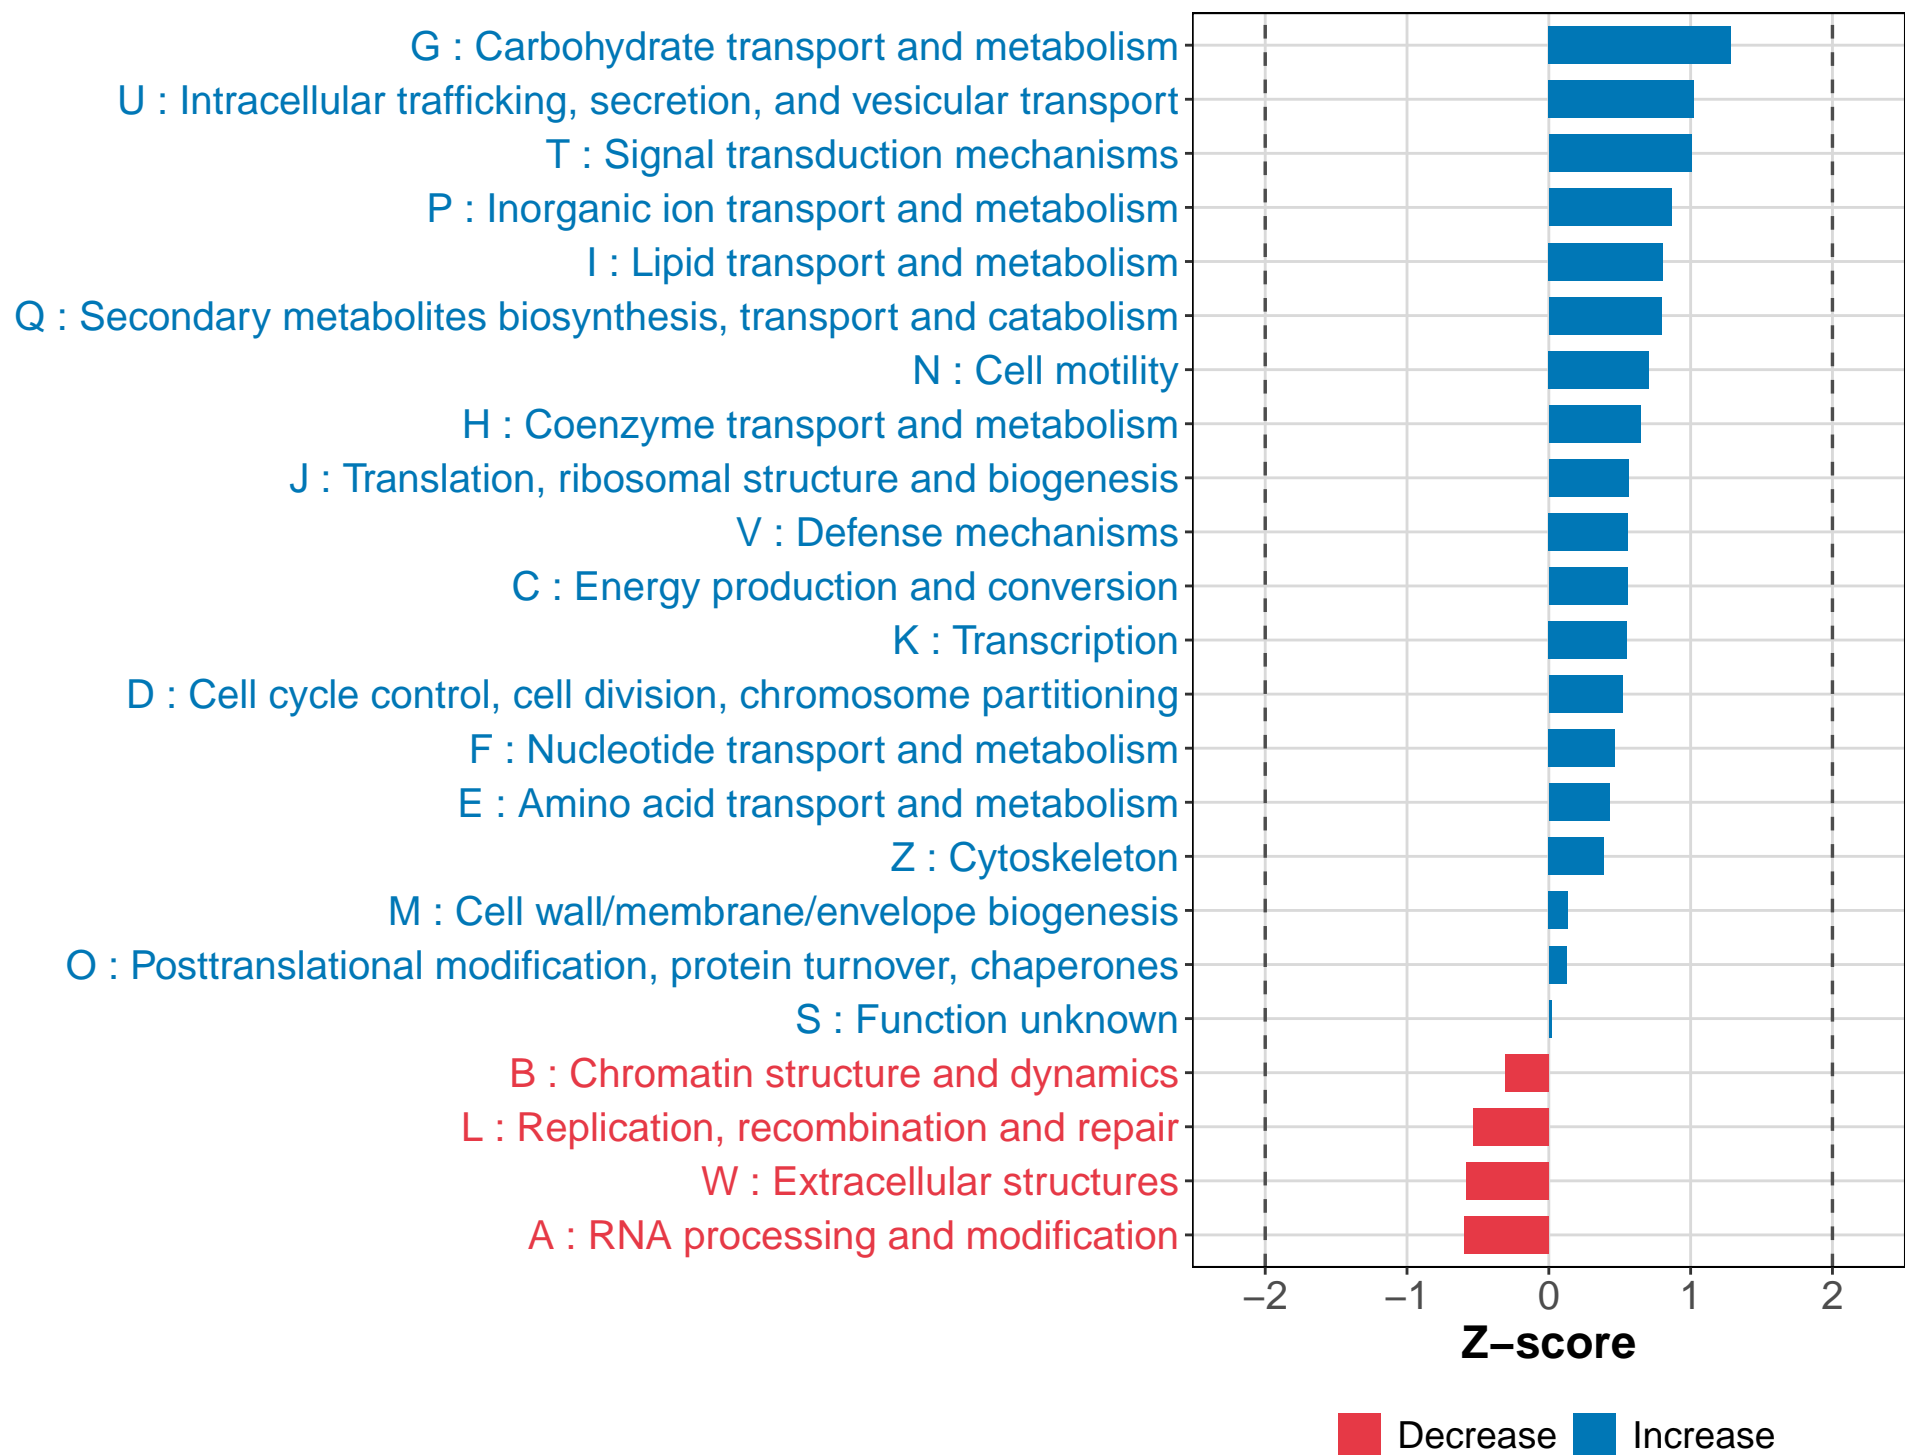 G : Carbohydrate transport and metabolism
U : Intracellular trafficking, secretion, and vesicular transport
T : Signal transduction mechanisms
P : Inorganic ion transport and metabolism
I : Lipid transport and metabolism
Q : Secondary metabolites biosynthesis, transport and catabolism
N : Cell motility
H : Coenzyme transport and metabolism
J : Translation, ribosomal structure and biogenesis
V : Defense mechanisms
C : Energy production and conversion
K : Transcription
D : Cell cycle control, cell division, chromosome partitioning
F : Nucleotide transport and metabolism
E : Amino acid transport and metabolism
Z : Cytoskeleton
M : Cell wall/membrane/envelope biogenesis
O : Posttranslational modification, protein turnover, chaperones
S : Function unknown
B : Chromatin structure and dynamics
L : Replication, recombination and repair
W : Extracellular structures
A : RNA processing and modification
−2 −1 0 1 2
Z−score
Decrease Increase